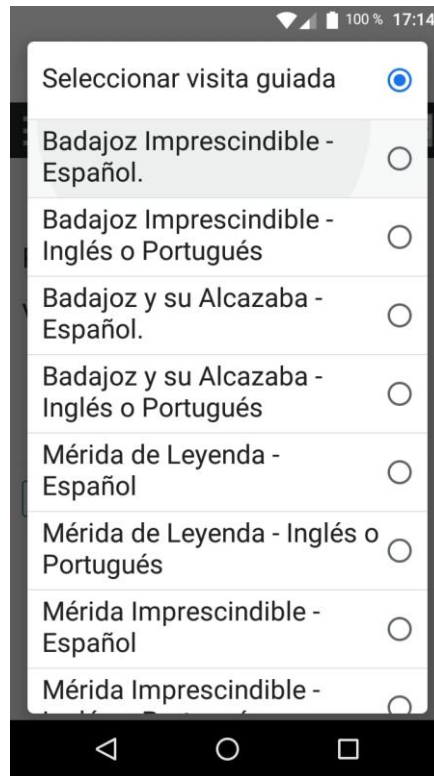 100 % 17:14
Seleccionar visita guiada
Badajoz Imprescindible -
Español.
Badajoz Imprescindible -
Inglés o Portugués
Badajoz y su Alcazaba -
Español.
Badajoz y su Alcazaba -
Inglés o Portugués
Mérida de Leyenda -
Español
Mérida de Leyenda - Inglés o
Portugués
Mérida Imprescindible -
Español
Mérida Imprescindible -